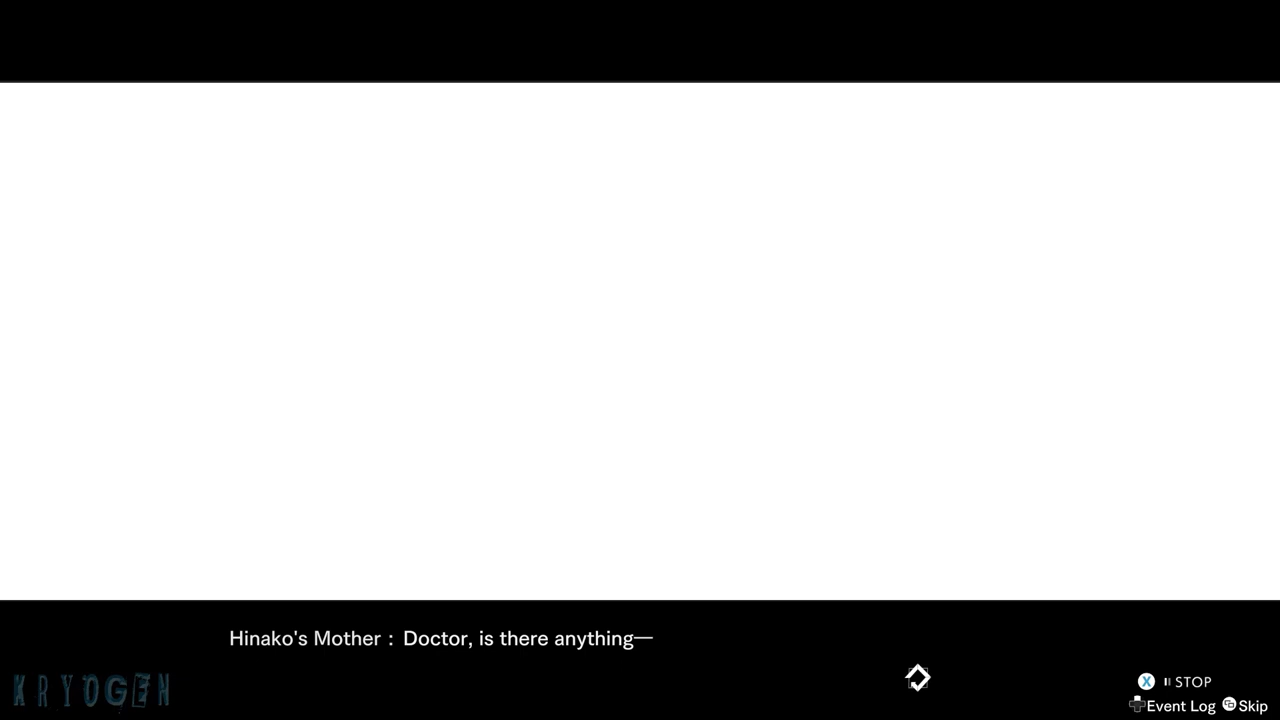 Hinako's Mother : Doctor, is there anything—
KRYOGEN
X STOP
Event Log Skip